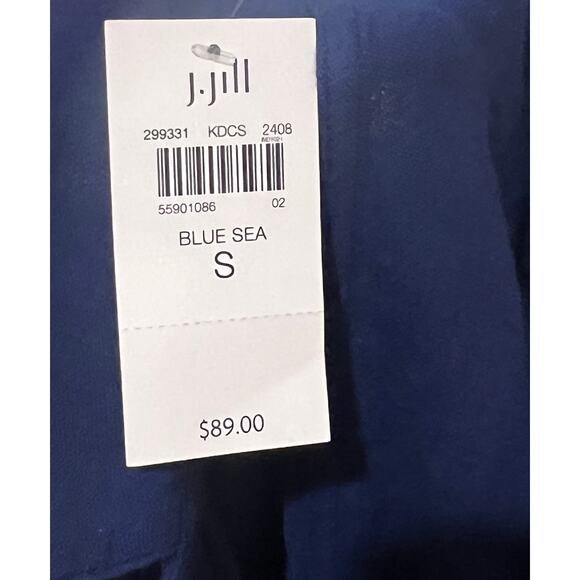 J.Jill
299331 KDCS 2408
55901086 02
BLUE SEA
S
$89.00